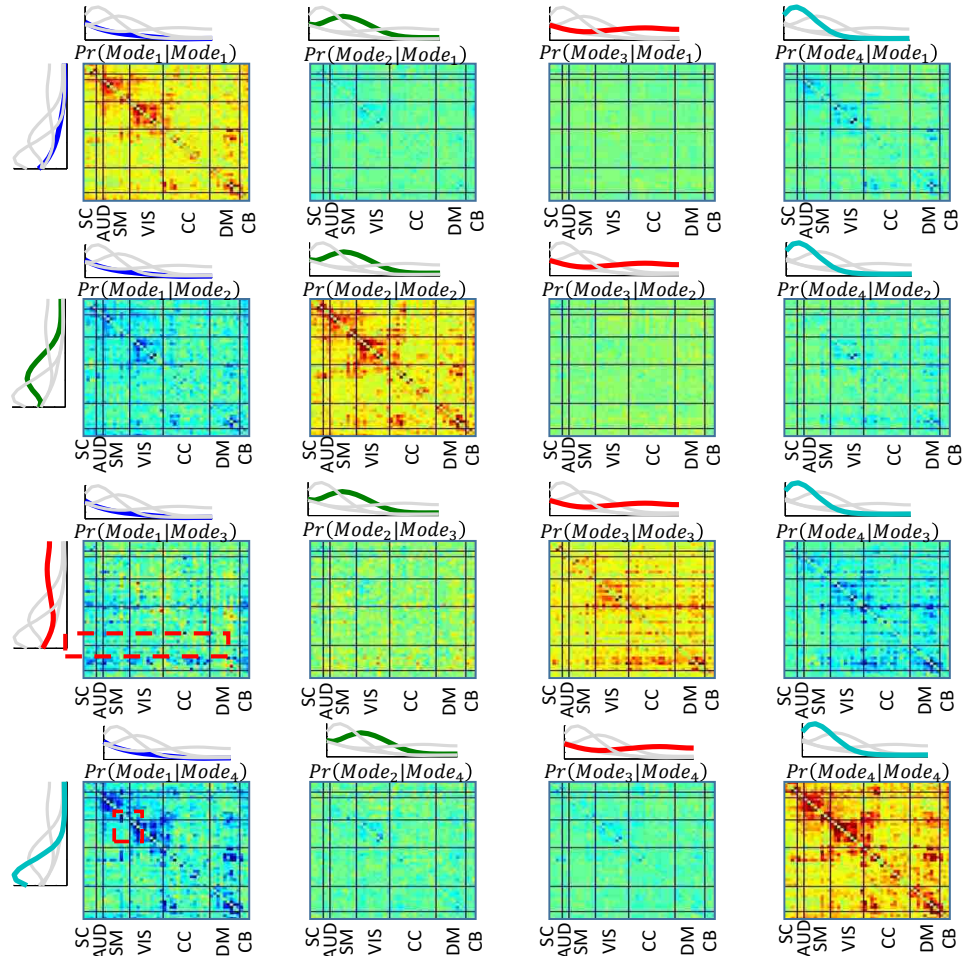 Pr(Mode₁|Mode₁) Pr(Mode₂|Mode₁) Pr(Mode₃|Mode₁) Pr(Mode₄|Mode₁)
SC AUD SM VIS CC DM CB SC AUD SM VIS CC DM CB SC AUD SM VIS CC DM CB SC AUD SM VIS CC DM CB
Pr(Mode₁|Mode₂) Pr(Mode₂|Mode₂) Pr(Mode₃|Mode₂) Pr(Mode₄|Mode₂)
SC AUD SM VIS CC DM CB SC AUD SM VIS CC DM CB SC AUD SM VIS CC DM CB SC AUD SM VIS CC DM CB
Pr(Mode₁|Mode₃) Pr(Mode₂|Mode₃) Pr(Mode₃|Mode₃) Pr(Mode₄|Mode₃)
SC AUD SM VIS CC DM CB SC AUD SM VIS CC DM CB SC AUD SM VIS CC DM CB SC AUD SM VIS CC DM CB
Pr(Mode₁|Mode₄) Pr(Mode₂|Mode₄) Pr(Mode₃|Mode₄) Pr(Mode₄|Mode₄)
SC AUD SM VIS CC DM CB SC AUD SM VIS CC DM CB SC AUD SM VIS CC DM CB SC AUD SM VIS CC DM CB